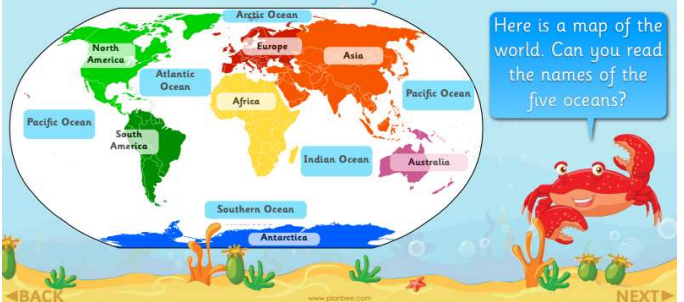 Arctic Ocean
North
America
Europe
Asia
Atlantic
Ocean
Africa
Pacific Ocean
Pacific Ocean
South
America
Indian Ocean
Australia
Southern Ocean
Antarctica
Here is a map of the
world. Can you read
the names of the
five oceans?
BACK
www.planbee.com
NEXT